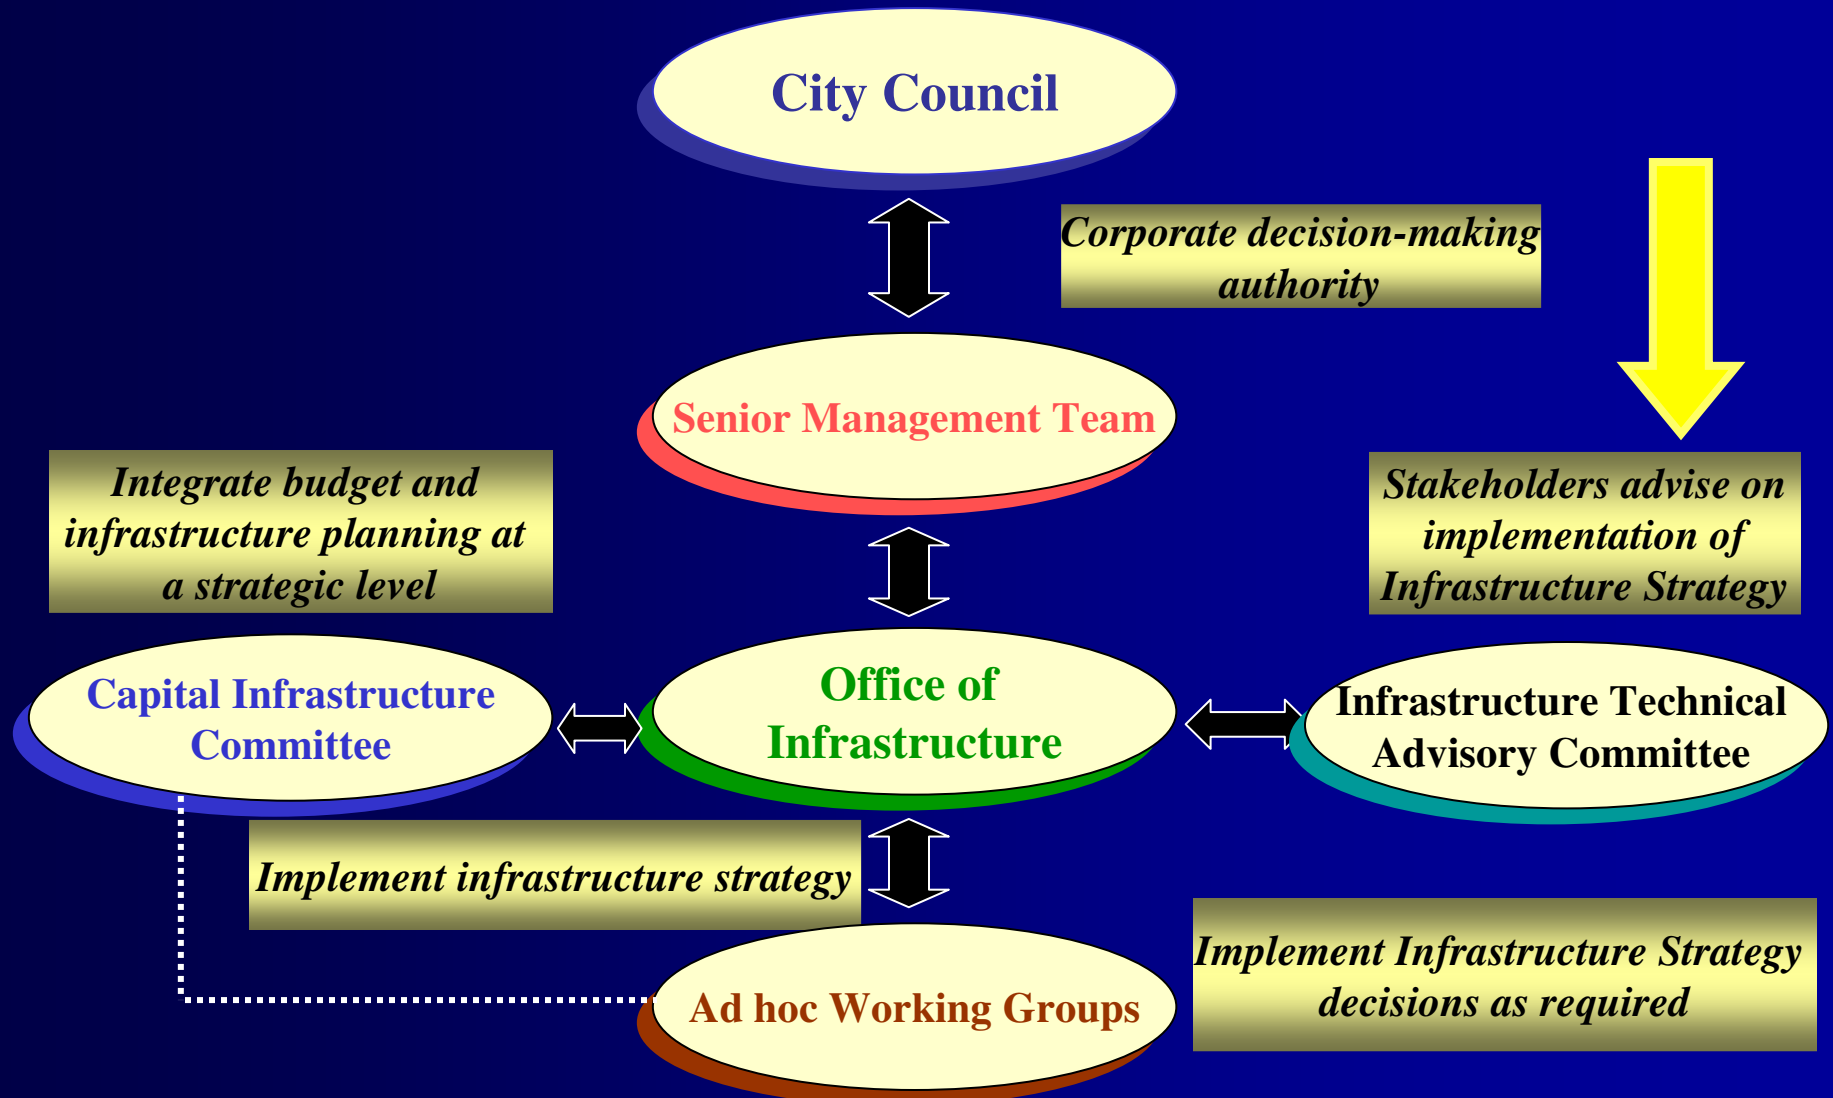 City Council
Corporate decision-making
authority
Senior Management Team
Integrate budget and
infrastructure planning at
a strategic level
Stakeholders advise on
implementation of
Infrastructure Strategy
Capital Infrastructure
Committee
Office of
Infrastructure
Infrastructure Technical
Advisory Committee
Implement infrastructure strategy
Implement Infrastructure Strategy
decisions as required
Ad hoc Working Groups